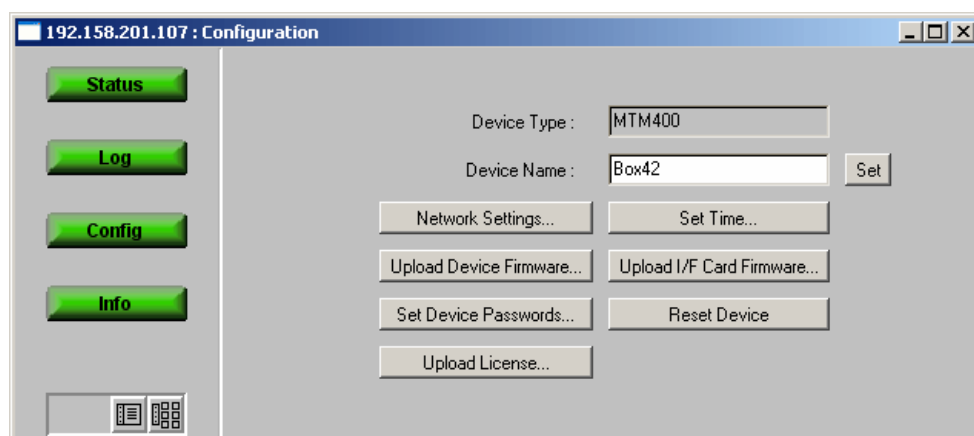 192.158.201.107 : Configuration
Status
Log
Config
Info
Device Type :
MTM400
Device Name :
Box42
Set
Network Settings...
Set Time...
Upload Device Firmware...
Upload I/F Card Firmware...
Set Device Passwords...
Reset Device
Upload License...